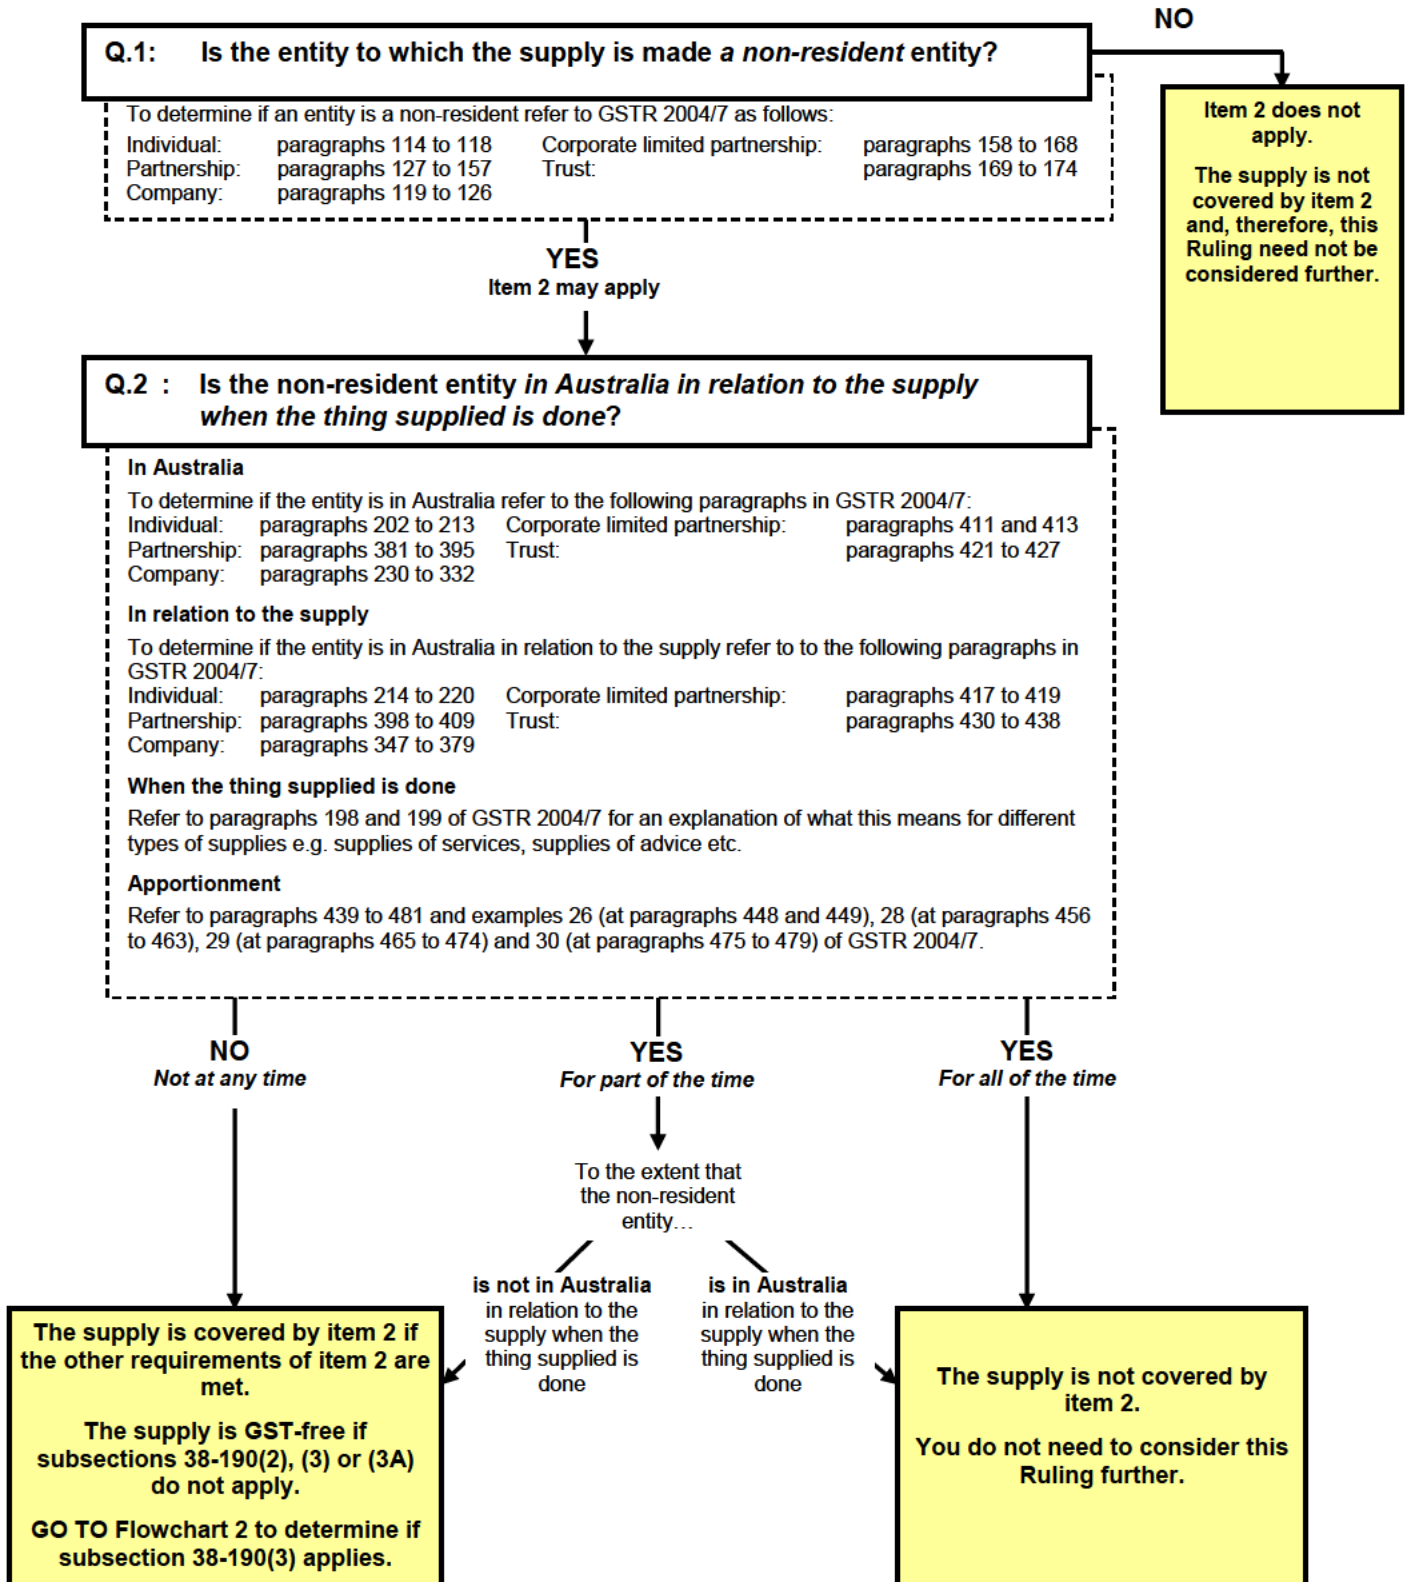 NO
Q.1: Is the entity to which the supply is made a non-resident entity?
To determine if an entity is a non-resident refer to GSTR 2004/7 as follows:
Individual: paragraphs 114 to 118 Corporate limited partnership: paragraphs 158 to 168
Partnership: paragraphs 127 to 157 Trust: paragraphs 169 to 174
Company: paragraphs 119 to 126
Item 2 does not
apply.
The supply is not
covered by item 2
and, therefore, this
Ruling need not be
considered further.
YES
Item 2 may apply
Q.2 : Is the non-resident entity in Australia in relation to the supply
when the thing supplied is done?
In Australia
To determine if the entity is in Australia refer to the following paragraphs in GSTR 2004/7:
Individual: paragraphs 202 to 213 Corporate limited partnership: paragraphs 411 and 413
Partnership: paragraphs 381 to 395 Trust: paragraphs 421 to 427
Company: paragraphs 230 to 332
In relation to the supply
To determine if the entity is in Australia in relation to the supply refer to to the following paragraphs in
GSTR 2004/7:
Individual: paragraphs 214 to 220 Corporate limited partnership: paragraphs 417 to 419
Partnership: paragraphs 398 to 409 Trust: paragraphs 430 to 438
Company: paragraphs 347 to 379
When the thing supplied is done
Refer to paragraphs 198 and 199 of GSTR 2004/7 for an explanation of what this means for different
types of supplies e.g. supplies of services, supplies of advice etc.
Apportionment
Refer to paragraphs 439 to 481 and examples 26 (at paragraphs 448 and 449), 28 (at paragraphs 456
to 463), 29 (at paragraphs 465 to 474) and 30 (at paragraphs 475 to 479) of GSTR 2004/7.
NO
Not at any time
YES
For part of the time
YES
For all of the time
To the extent that
the non-resident
entity…
is not in Australia
in relation to the
supply when the
thing supplied is
done
is in Australia
in relation to the
supply when the
thing supplied is
done
The supply is covered by item 2 if
the other requirements of item 2 are
met.
The supply is GST-free if
subsections 38-190(2), (3) or (3A)
do not apply.
GO TO Flowchart 2 to determine if
subsection 38-190(3) applies.
The supply is not covered by
item 2.
You do not need to consider this
Ruling further.